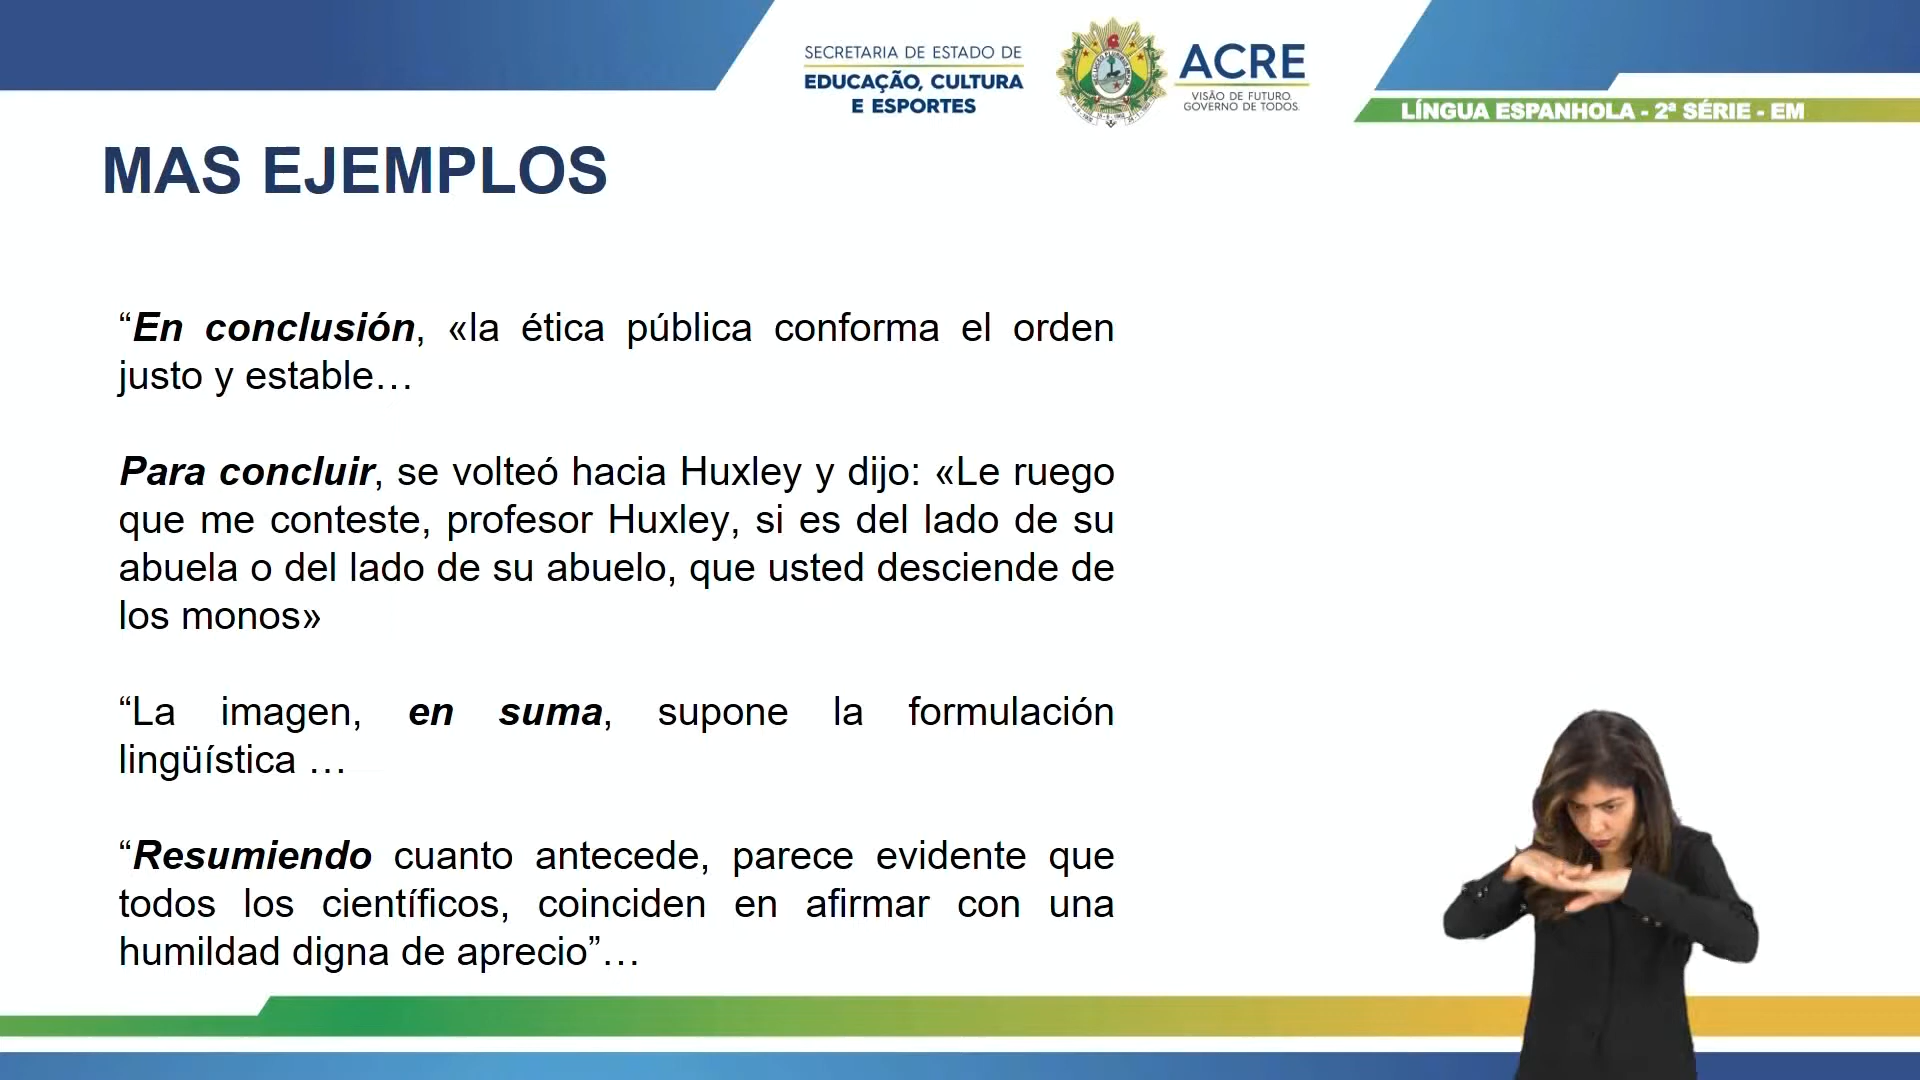 SECRETARIA DE ESTADO DE
EDUCAÇÃO, CULTURA
E ESPORTES
ACRE
VISÃO DE FUTURO.
GOVERNO DE TODOS.
LÍNGUA ESPANHOLA - 2ª SÉRIE - EM
MAS EJEMPLOS
“En conclusión, «la ética pública conforma el orden
justo y estable…
Para concluir, se volteó hacia Huxley y dijo: «Le ruego
que me conteste, profesor Huxley, si es del lado de su
abuela o del lado de su abuelo, que usted desciende de
los monos»
“La imagen, en suma, supone la formulación
lingüística …
“Resumiendo cuanto antecede, parece evidente que
todos los científicos, coinciden en afirmar con una
humildad digna de aprecio”…